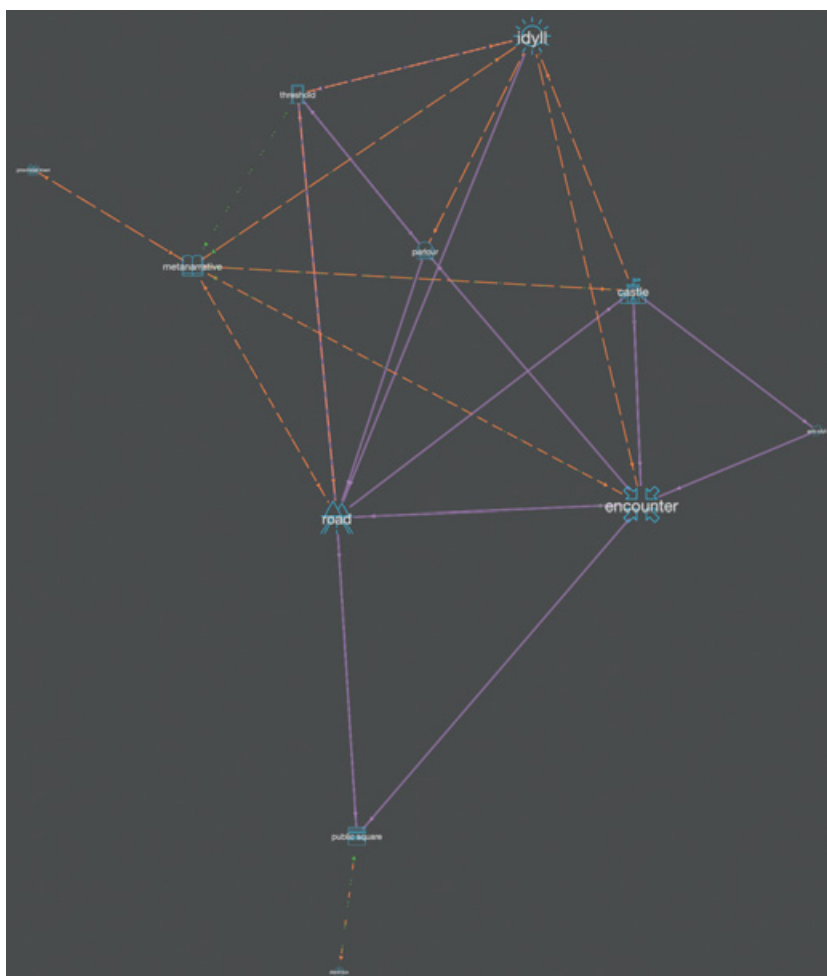 idyll
threshold
metanarrative
parlour
castle
encounter
road
public square